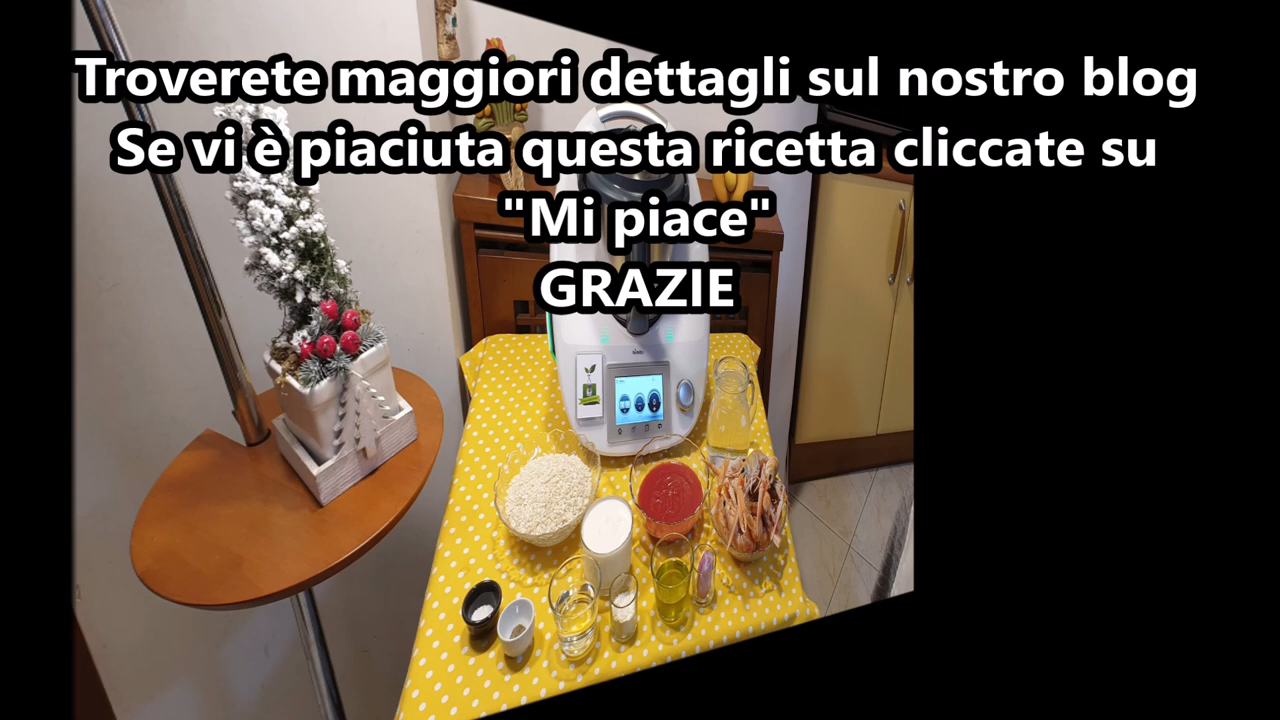 Troverete maggiori dettagli sul nostro blog
Se vi è piaciuta questa ricetta cliccate su
"Mi piace"
GRAZIE